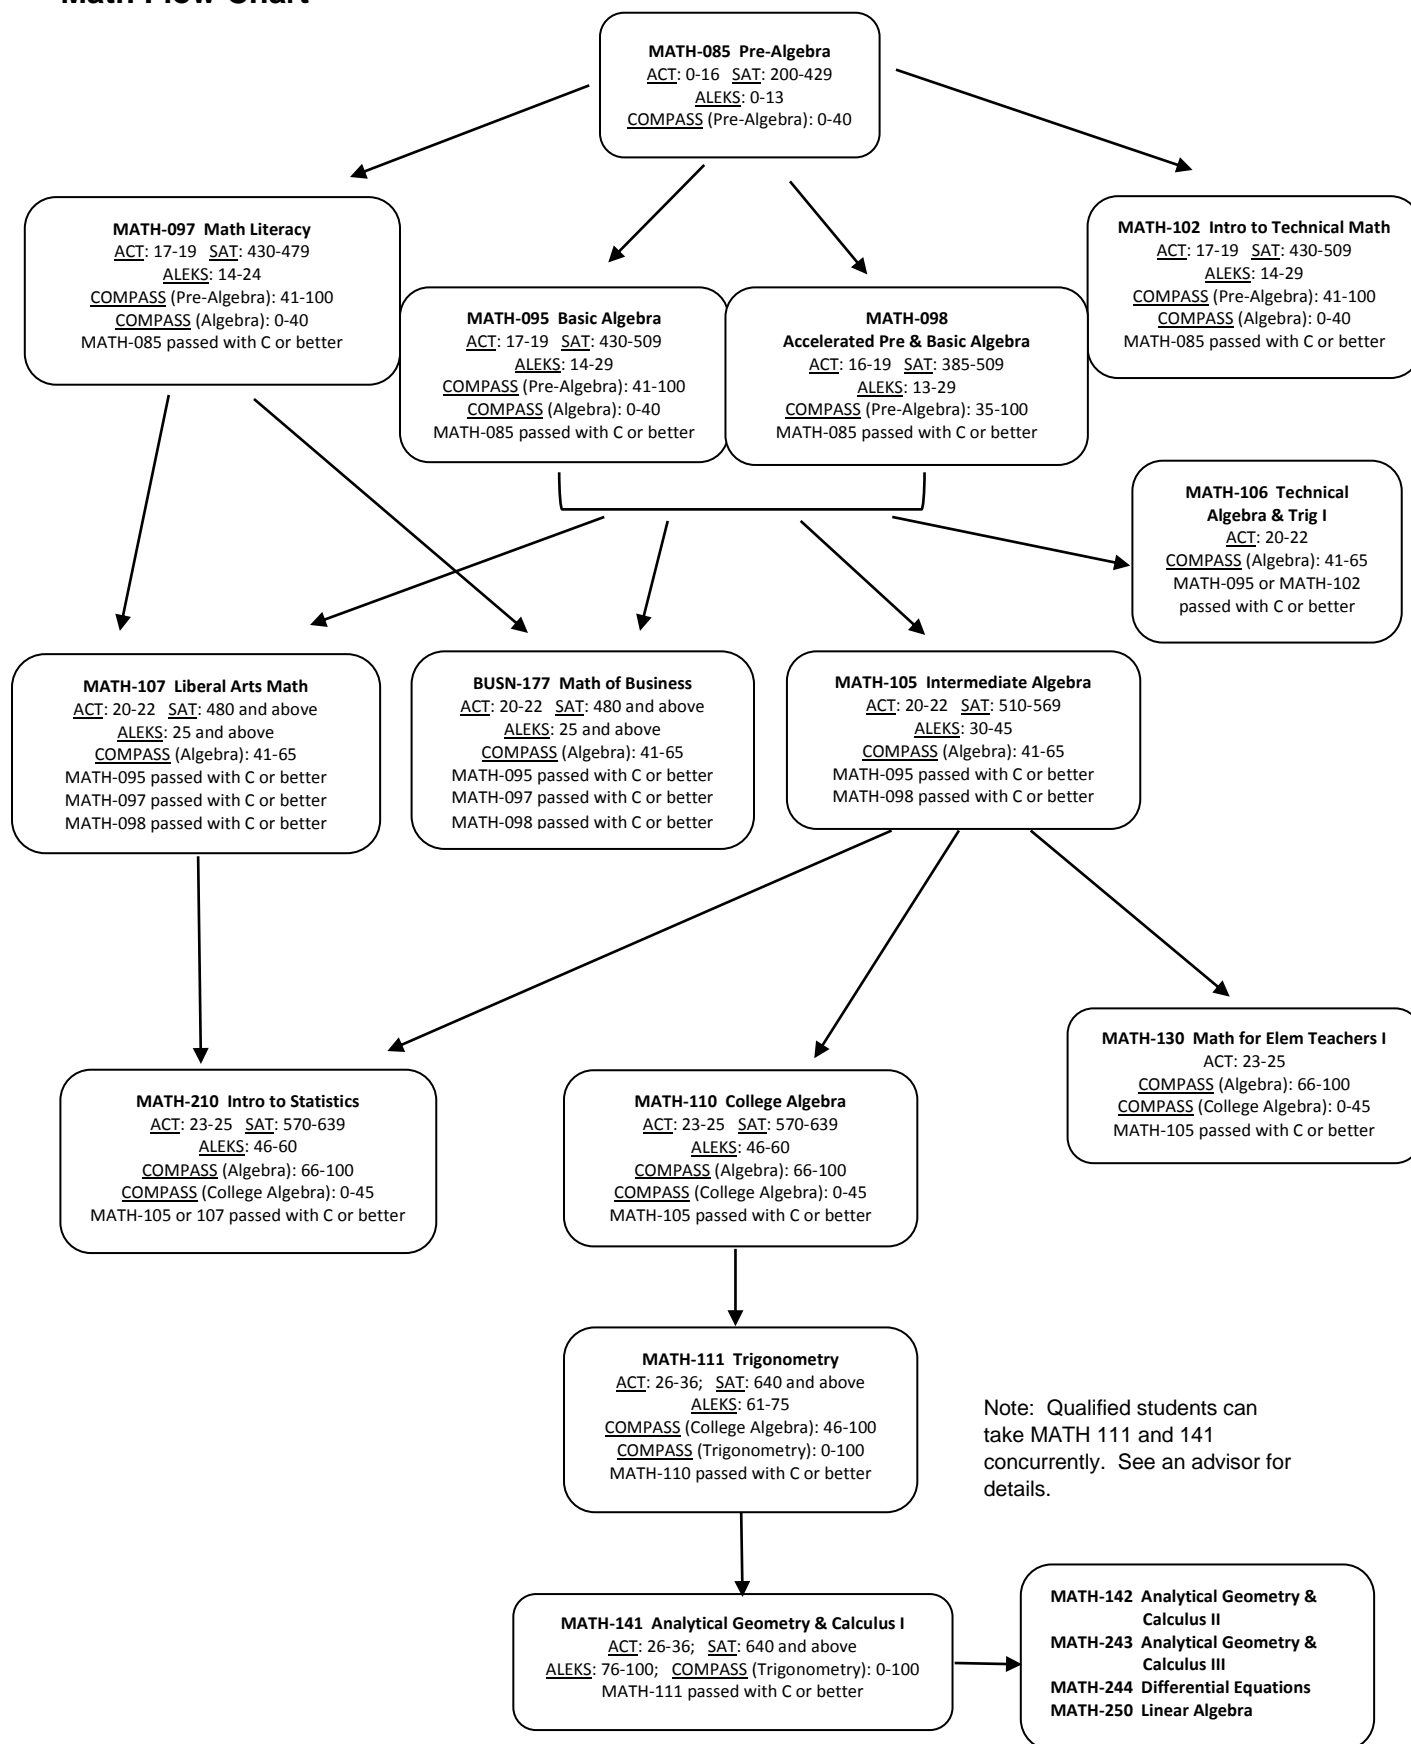 Math Flow Chart
MATH-085  Pre-Algebra
ACT: 0-16   SAT: 200-429
ALEKS: 0-13
COMPASS (Pre-Algebra): 0-40
MATH-097  Math Literacy
ACT: 17-19   SAT: 430-479
ALEKS: 14-24
COMPASS (Pre-Algebra): 41-100
COMPASS (Algebra): 0-40
MATH-085 passed with C or better
MATH-095  Basic Algebra
ACT: 17-19   SAT: 430-509
ALEKS: 14-29
COMPASS (Pre-Algebra): 41-100
COMPASS (Algebra): 0-40
MATH-085 passed with C or better
MATH-098
Accelerated Pre & Basic Algebra
ACT: 16-19   SAT: 385-509
ALEKS: 13-29
COMPASS (Pre-Algebra): 35-100
MATH-085 passed with C or better
MATH-102  Intro to Technical Math
ACT: 17-19   SAT: 430-509
ALEKS: 14-29
COMPASS (Pre-Algebra): 41-100
COMPASS (Algebra): 0-40
MATH-085 passed with C or better
MATH-106  Technical
Algebra & Trig I
ACT: 20-22
COMPASS (Algebra): 41-65
MATH-095 or MATH-102
passed with C or better
MATH-107  Liberal Arts Math
ACT: 20-22   SAT: 480 and above
ALEKS: 25 and above
COMPASS (Algebra): 41-65
MATH-095 passed with C or better
MATH-097 passed with C or better
MATH-098 passed with C or better
BUSN-177  Math of Business
ACT: 20-22   SAT: 480 and above
ALEKS: 25 and above
COMPASS (Algebra): 41-65
MATH-095 passed with C or better
MATH-097 passed with C or better
MATH-098 passed with C or better
MATH-105  Intermediate Algebra
ACT: 20-22   SAT: 510-569
ALEKS: 30-45
COMPASS (Algebra): 41-65
MATH-095 passed with C or better
MATH-098 passed with C or better
MATH-210  Intro to Statistics
ACT: 23-25   SAT: 570-639
ALEKS: 46-60
COMPASS (Algebra): 66-100
COMPASS (College Algebra): 0-45
MATH-105 or 107 passed with C or better
MATH-110  College Algebra
ACT: 23-25   SAT: 570-639
ALEKS: 46-60
COMPASS (Algebra): 66-100
COMPASS (College Algebra): 0-45
MATH-105 passed with C or better
MATH-130  Math for Elem Teachers I
ACT: 23-25
COMPASS (Algebra): 66-100
COMPASS (College Algebra): 0-45
MATH-105 passed with C or better
MATH-111  Trigonometry
ACT: 26-36;   SAT: 640 and above
ALEKS: 61-75
COMPASS (College Algebra): 46-100
COMPASS (Trigonometry): 0-100
MATH-110 passed with C or better
Note:  Qualified students can
take MATH 111 and 141
concurrently.  See an advisor for
details.
MATH-141  Analytical Geometry & Calculus I
ACT: 26-36;   SAT: 640 and above
ALEKS: 76-100;   COMPASS (Trigonometry): 0-100
MATH-111 passed with C or better
MATH-142  Analytical Geometry &
Calculus II
MATH-243  Analytical Geometry &
Calculus III
MATH-244  Differential Equations
MATH-250  Linear Algebra